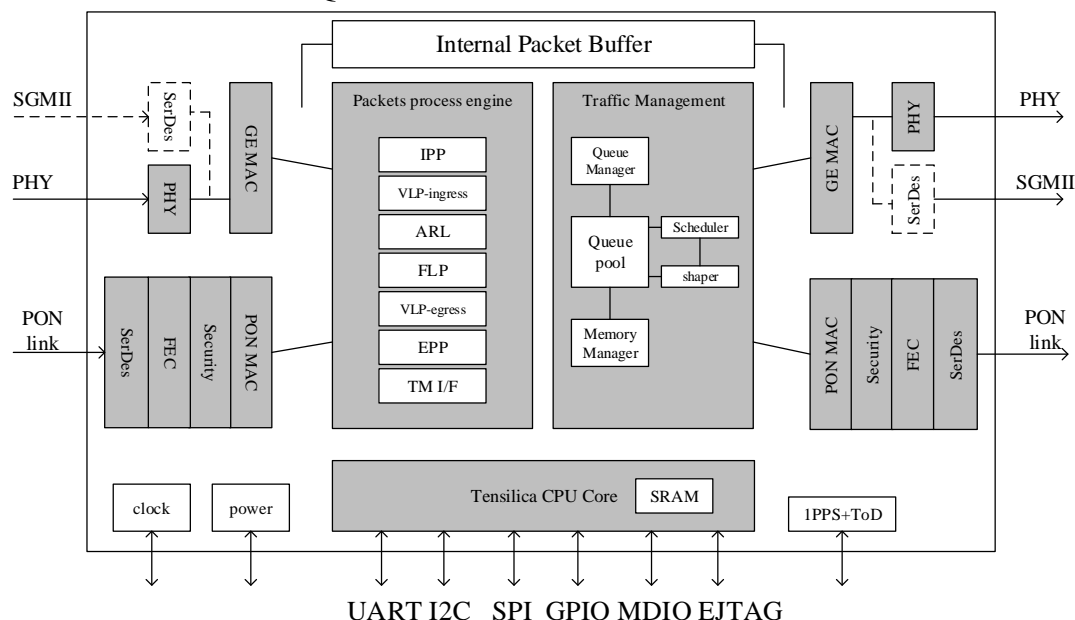 Internal Packet Buffer
SGMII
SerDes
GE MAC
PHY
PHY
Packets process engine
IPP
VLP-ingress
ARL
FLP
VLP-egress
EPP
TM I/F
Traffic Management
Queue
Manager
Queue
pool
Scheduler
shaper
Memory
Manager
GE MAC
PHY
PHY
SerDes
SGMII
PON
link
SerDes
FEC
Security
PON MAC
PON MAC
Security
FEC
SerDes
PON
link
clock
power
Tensilica CPU Core
SRAM
1PPS+ToD
UART I2C SPI GPIO MDIO EJTAG